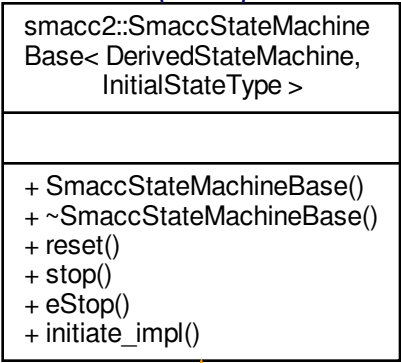 smacc2::SmaccStateMachine
Base< DerivedStateMachine,
InitialStateType >
+ SmaccStateMachineBase()
+ ~SmaccStateMachineBase()
+ reset()
+ stop()
+ eStop()
+ initiate_impl()